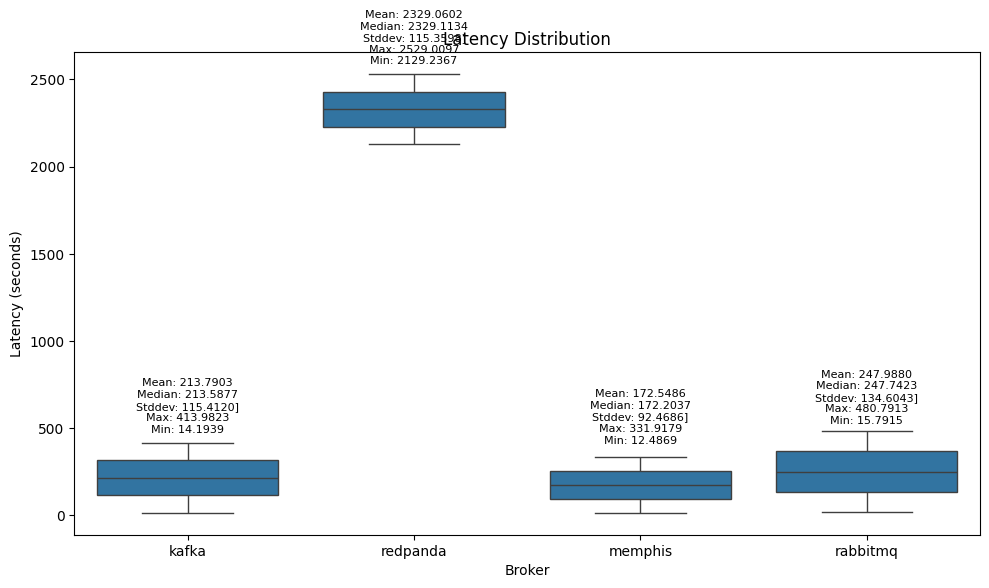 Mean: 2329.0602
Median: 2329.1134
Latency Distribution
Max: 2529.0097
Min: 2129.2367
Latency (seconds)
2500
2000
1500
1000
500
0
Mean: 213.7903
Median: 213.5877
Stddev: 115.4120]
Max: 413.9823
Min: 14.1939
Mean: 172.5486
Median: 172.2037
Stddev: 92.4686]
Max: 331.9179
Min: 12.4869
Mean: 247.9880
Median: 247.7423
Stddev: 134.6043]
Max: 480.7913
Min: 15.7915
kafka
redpanda
memphis
rabbitmq
Broker